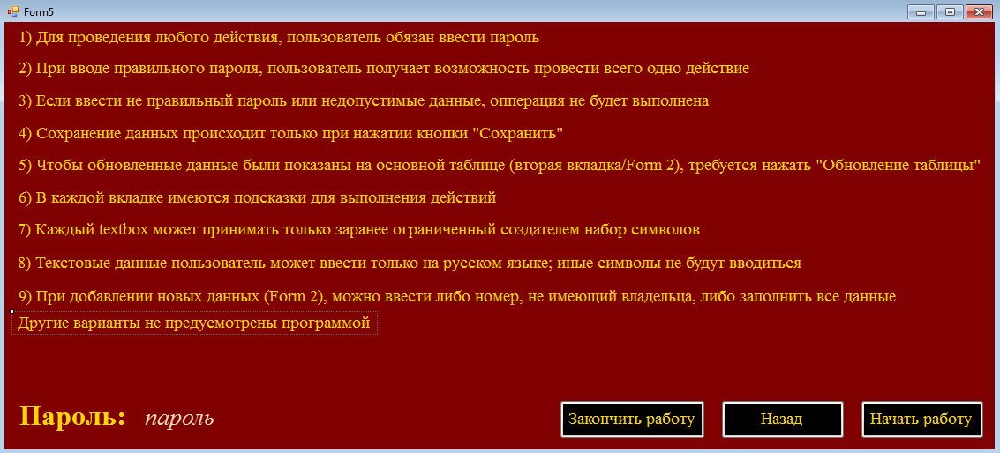 Form5
1) Для проведения любого действия, пользователь обязан ввести пароль
2) При вводе правильного пароля, пользователь получает возможность провести всего одно действие
3) Если ввести не правильный пароль или недопустимые данные, опперация не будет выполнена
4) Сохранение данных происходит только при нажатии кнопки "Сохранить"
5) Чтобы обновленные данные были показаны на основной таблице (вторая вкладка/Form 2), требуется нажать "Обновление таблицы"
6) В каждой вкладке имеются подсказки для выполнения действий
7) Каждый textbox может принимать только заранее ограниченный создателем набор символов
8) Текстовые данные пользователь может ввести только на русском языке; иные символы не будут вводиться
9) При добавлении новых данных (Form 2), можно ввести либо номер, не имеющий владельца, либо заполнить все данные
Другие варианты не предусмотрены программой
Пароль: пароль Закончить работу Назад Начать работу